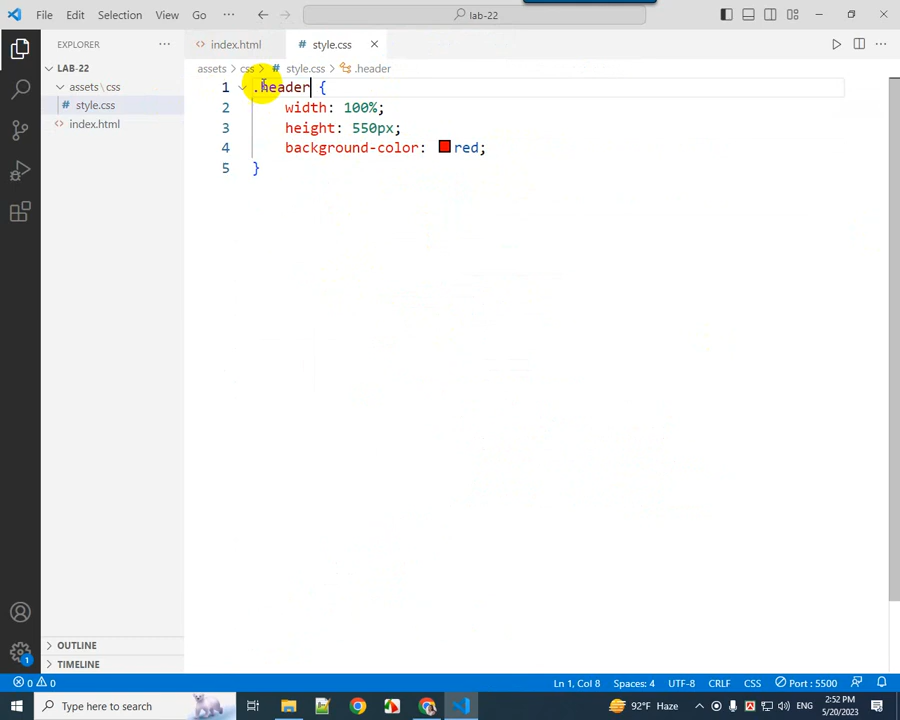 File Edit Selection View Go ··· lab-22
EXPLORER ···
index.html style.css
LAB-22
assets\css
style.css
index.html
assets > css > style.css > .header
1 .header {
2 width: 100%;
3 height: 550px;
4 background-color: red;
5 }
OUTLINE
TIMELINE
1
0 0 Ln 1, Col 8 Spaces: 4 UTF-8 CRLF CSS Port : 5500
Type here to search 92°F Haze 2:52 PM
5/20/2023